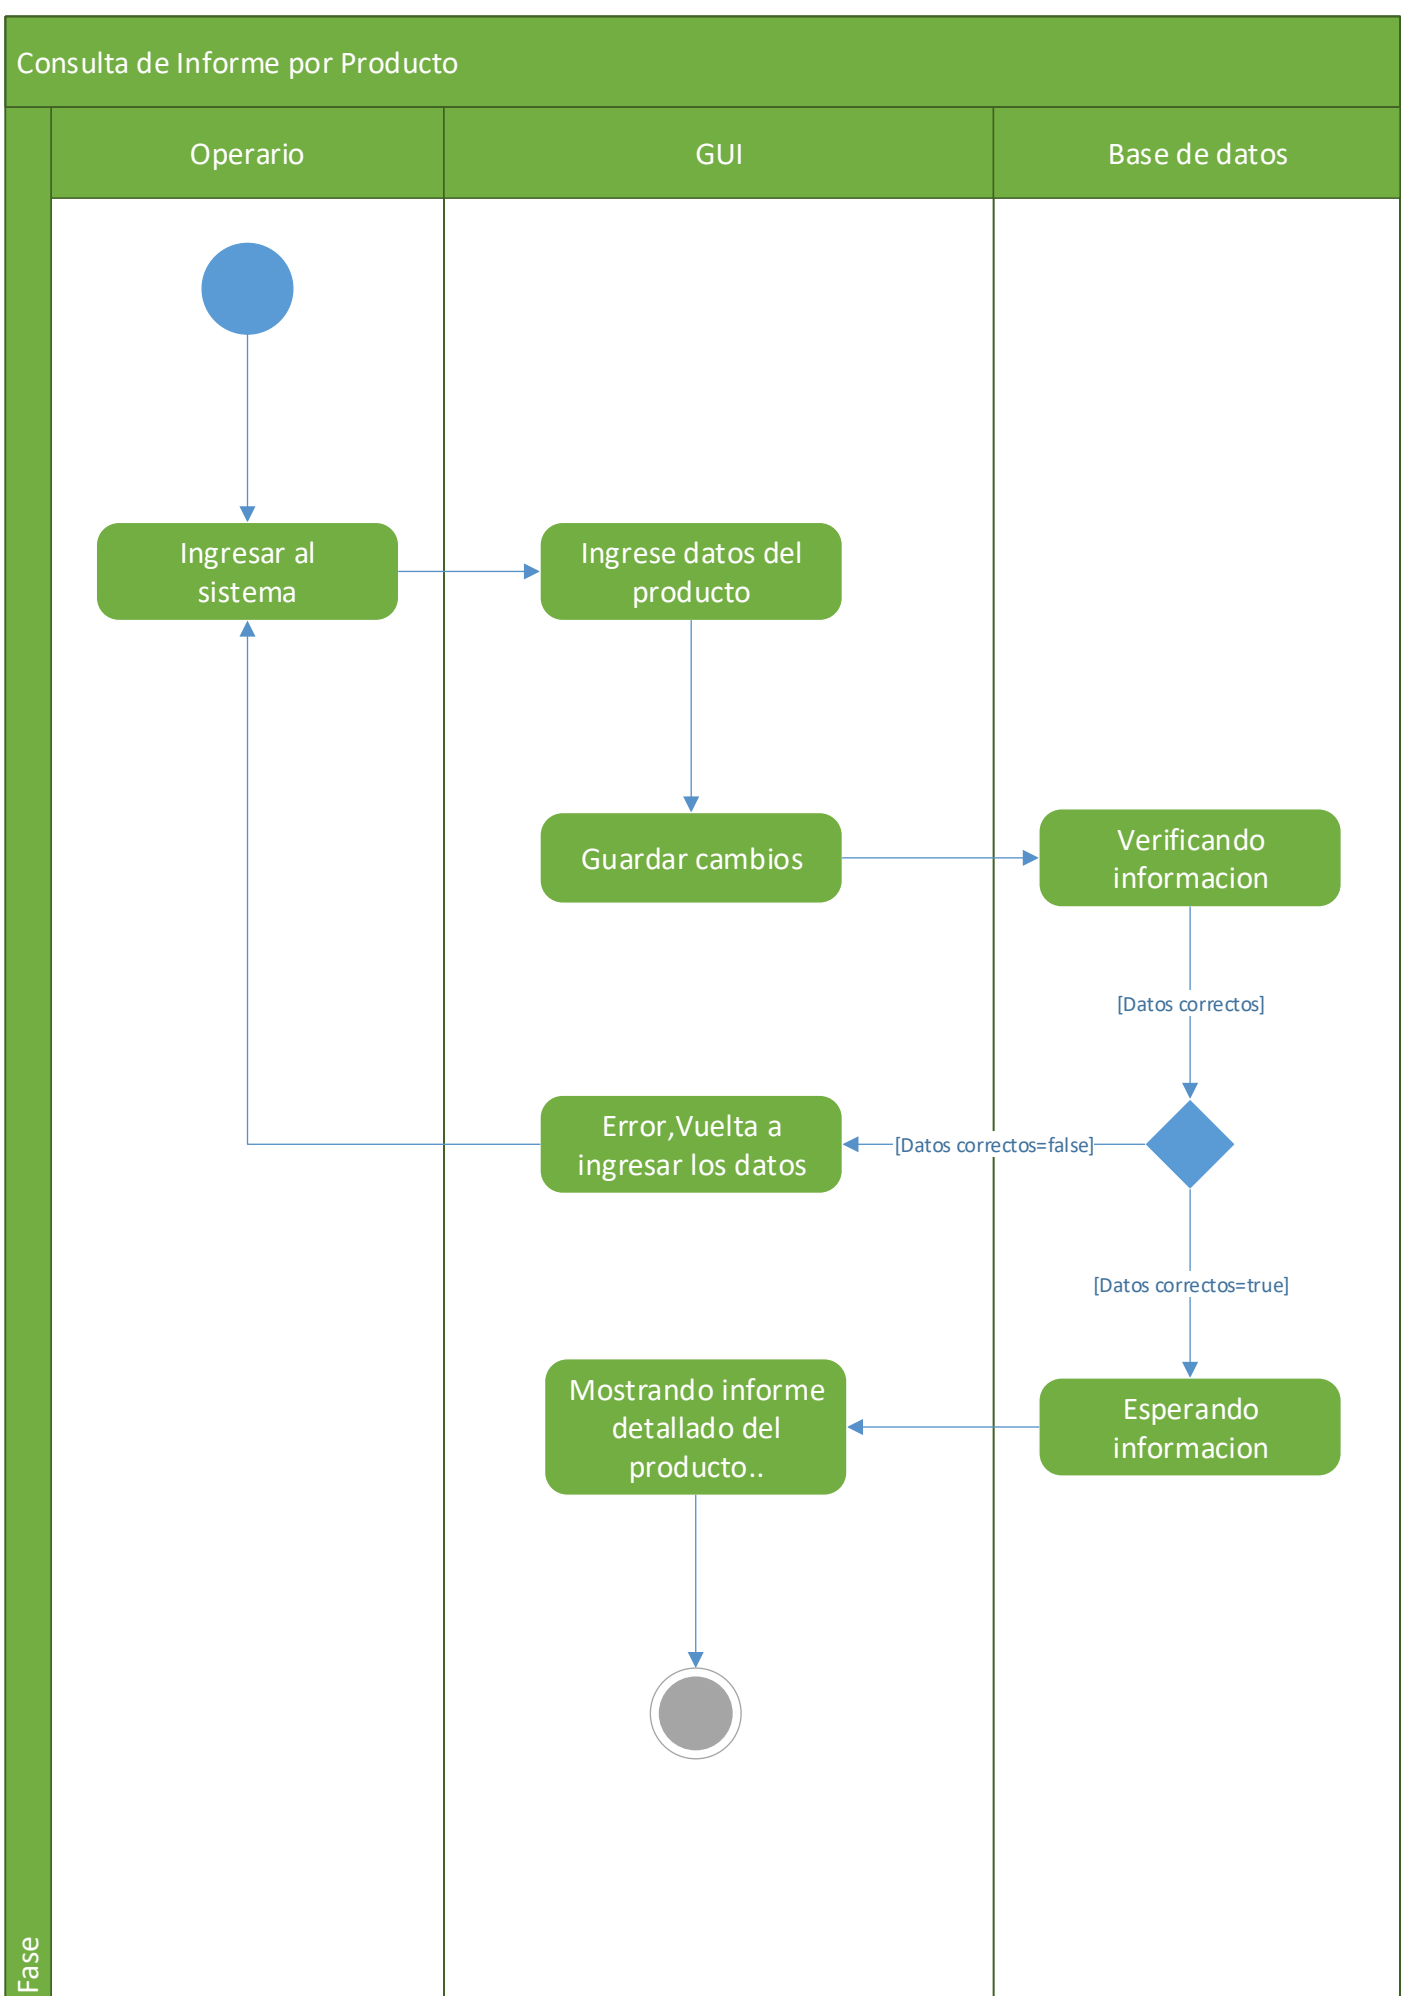 Consulta de Informe por Producto
Operario
GUI
Base de datos
Ingresar al
sistema
Ingrese datos del
producto
Guardar cambios
Verificando
informacion
[Datos correctos]
Error,Vuelta a
ingresar los datos
[Datos correctos=false]
[Datos correctos=true]
Mostrando informe
detallado del
producto..
Esperando
informacion
Fase